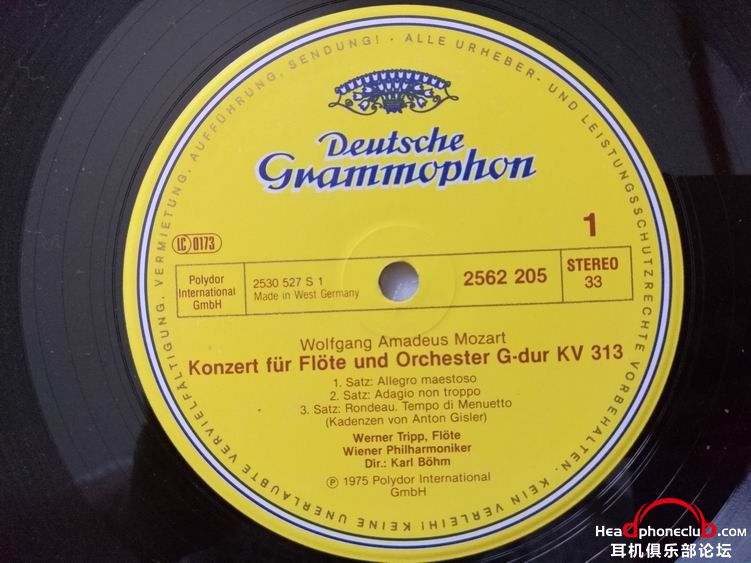 KEINE UNERLAUBTE VERVIELFÄLTIGUNG, VERMIETUNG, AUFFÜHRUNG, SENDUNG! · ALLE URHEBER- UND LEISTUNGSSCHUTZRECHTE VORBEHALTEN. KEIN VERLEIH!
Deutsche
Grammophon
LC 0173
1
Polydor
International
GmbH
2530 527 S 1
Made in West Germany
2562 205
STEREO
33
Wolfgang Amadeus Mozart
Konzert für Flöte und Orchester G-dur KV 313
1. Satz: Allegro maestoso
2. Satz: Adagio non troppo
3. Satz: Rondeau. Tempo di Menuetto
(Kadenzen von Anton Gisler)
Werner Tripp, Flöte
Wiener Philharmoniker
Dir.: Karl Böhm
Ⓟ 1975 Polydor International
GmbH
Headphoneclub.com
耳机俱乐部论坛